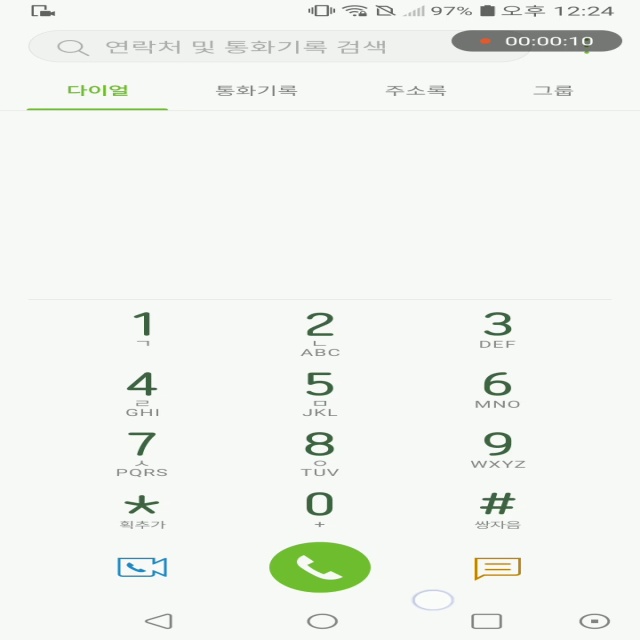 97% 오후 12:24
연락처 및 통화기록 검색
00:00:10
다이얼 통화기록 주소록 그룹
1 2 3
ㄱ ㄴ
ABC DEF
4 5 6
ㄹ ㅁ
GHI JKL MNO
7 8 9
ㅅ ㅇ
PQRS TUV WXYZ
* 0 #
획추가 + 쌍자음